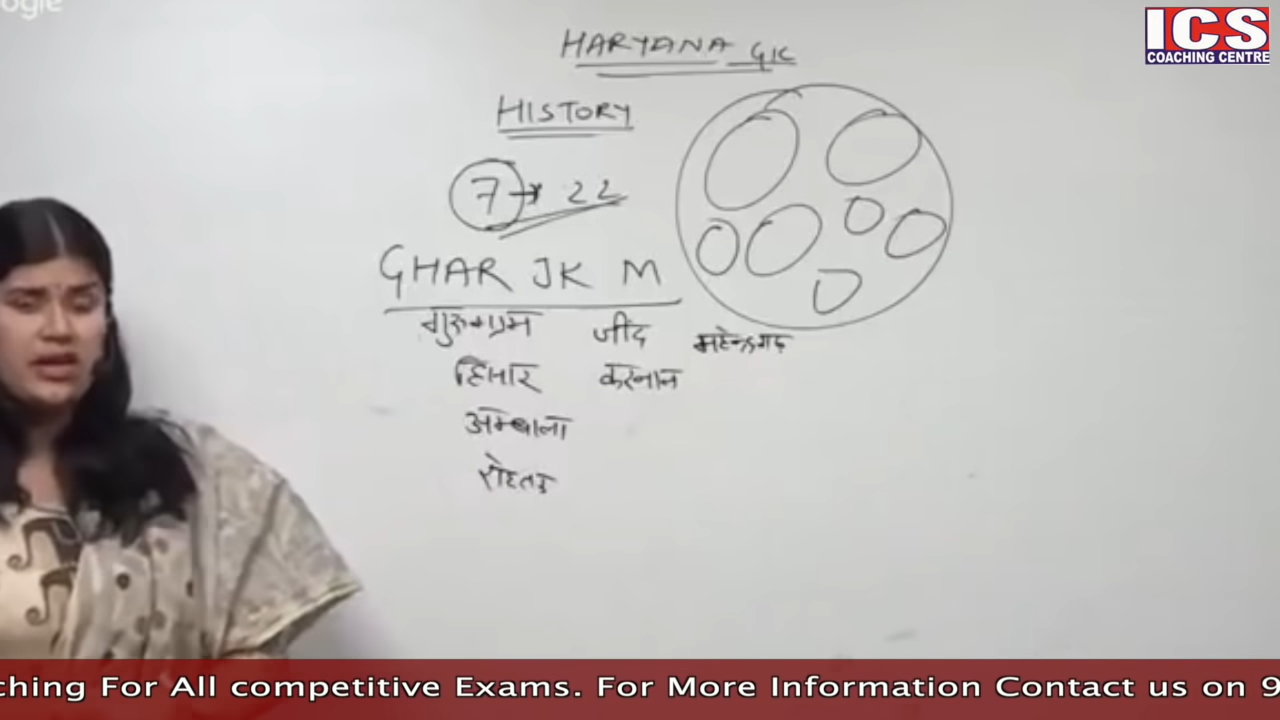 ogle
ICS
COACHING CENTRE
HARYANA GK
HISTORY
7 → 22
GHAR JK M
गुरुग्राम जींद महेन्द्रगढ़
हिसार करनाल
अम्बाला
रोहतक
ching For All competitive Exams. For More Information Contact us on 9